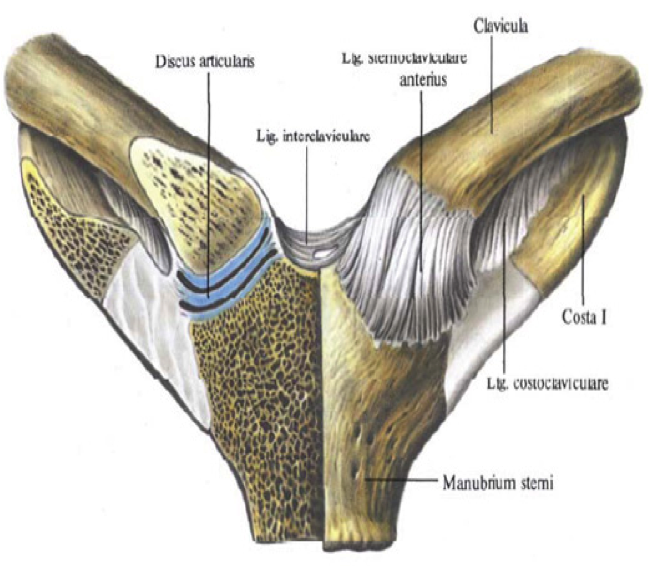 Clavicula
Discus articularis
Lig. sternoclaviculare
anterius
Lig. interclaviculare
Costa I
Lig. costoclaviculare
Manubrium sterni